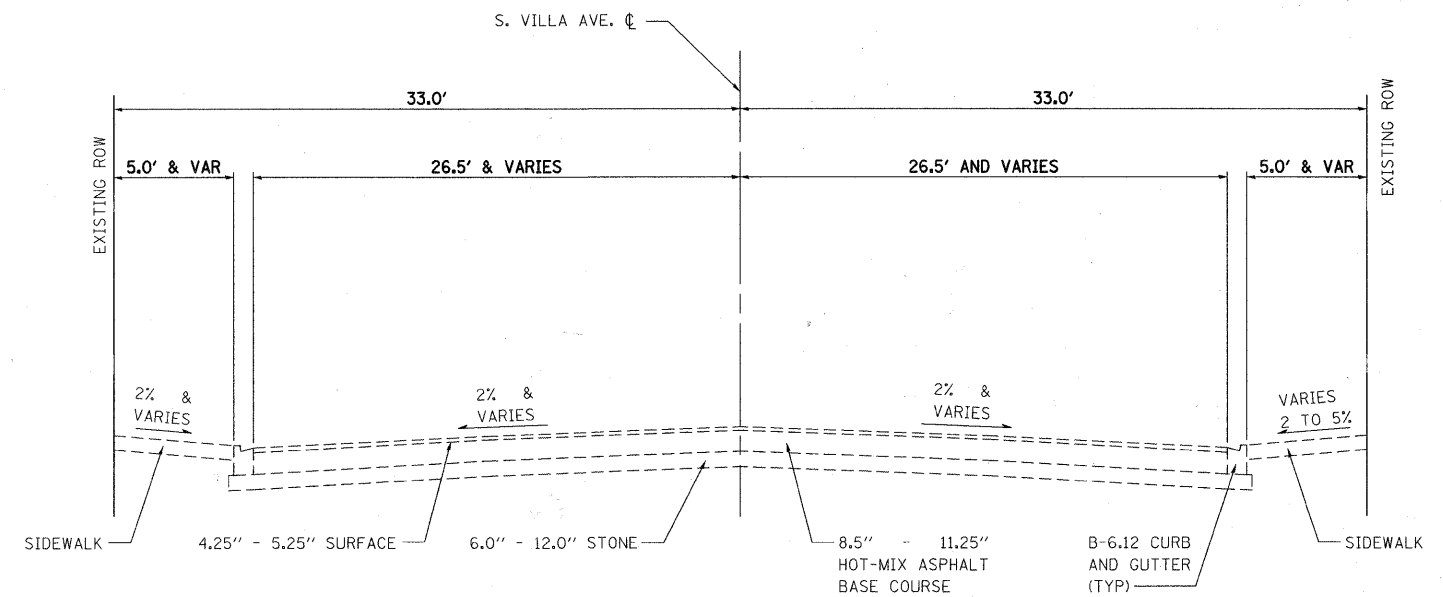 S. VILLA AVE. ℄
33.0'
33.0'
EXISTING ROW
EXISTING ROW
5.0' & VAR
26.5' & VARIES
26.5' AND VARIES
5.0' & VAR
2% &
VARIES
2% &
VARIES
2% &
VARIES
VARIES
2 TO 5%
SIDEWALK
4.25" - 5.25" SURFACE
6.0" - 12.0" STONE
8.5" - 11.25"
HOT-MIX ASPHALT
BASE COURSE
B-6.12 CURB
AND GUTTER
(TYP)
SIDEWALK